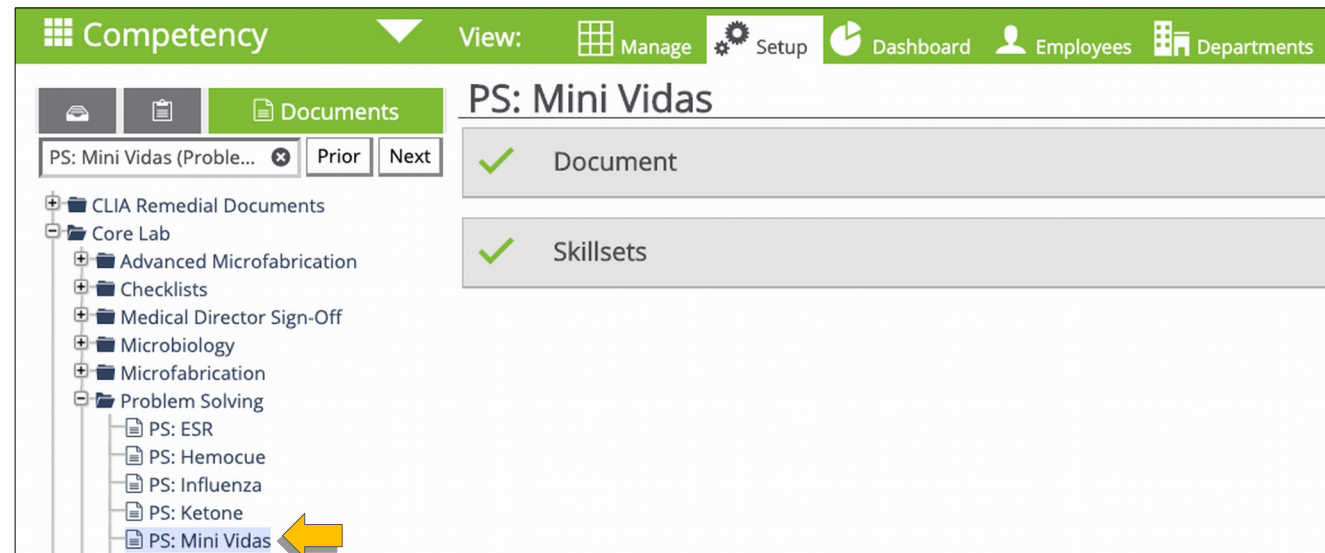 Competency
View:
Manage
Setup
Dashboard
Employees
Departments
Documents
PS: Mini Vidas (Proble...
Prior
Next
CLIA Remedial Documents
Core Lab
Advanced Microfabrication
Checklists
Medical Director Sign-Off
Microbiology
Microfabrication
Problem Solving
PS: ESR
PS: Hemocue
PS: Influenza
PS: Ketone
PS: Mini Vidas
PS: Mini Vidas
Document
Skillsets